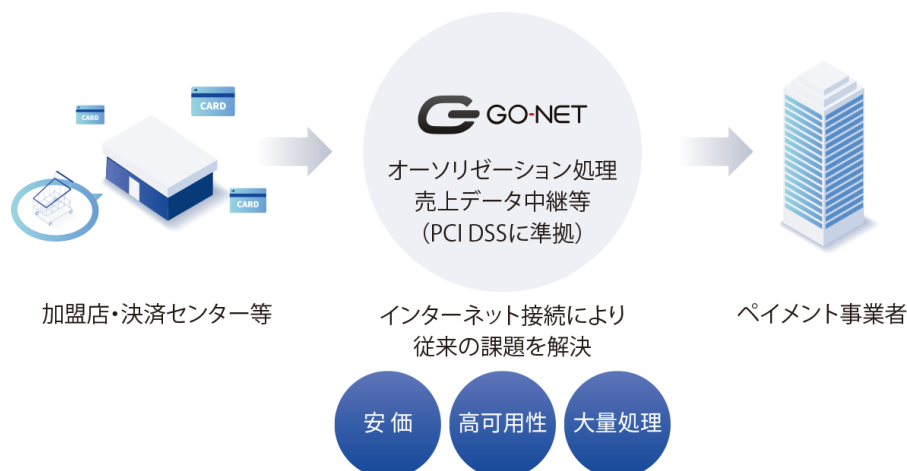 CARD
CARD
CARD
GO-NET
オーソリゼーション処理
売上データ中継等
（PCI DSSに準拠）
加盟店・決済センター等
インターネット接続により
従来の課題を解決
ペイメント事業者
安価
高可用性
大量処理